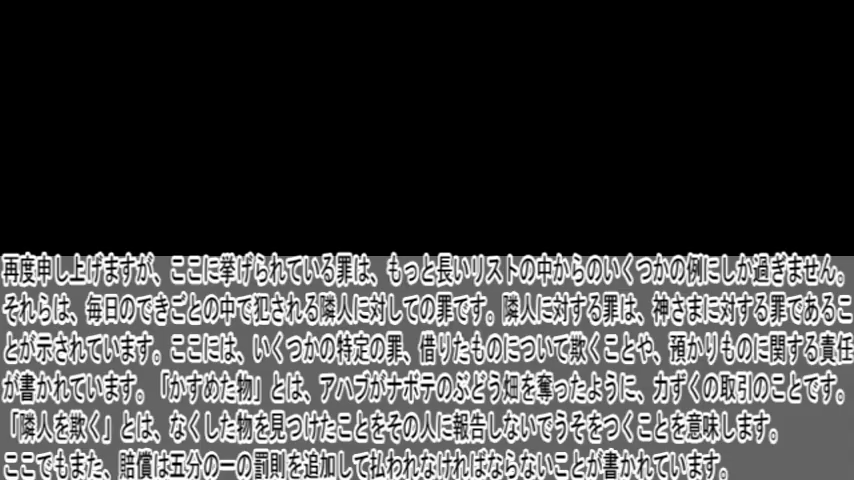 再度申し上げますが、ここに挙げられている罪は、もっと長いリストの中からのいくつかの例にしか過ぎません。
それらは、毎日のできごとの中で犯される隣人に対しての罪です。隣人に対する罪は、神さまに対する罪であるこ
とが示されています。ここには、いくつかの特定の罪、借りたものについて欺くことや、預かりものに関する責任
が書かれています。「かすめた物」とは、アハブがナボテのぶどう畑を奪ったように、力ずくの取引のことです。
「隣人を欺く」とは、なくした物を見つけたことをその人に報告しないでうそをつくことを意味します。
ここでもまた、賠償は五分の一の罰則を追加して払われなければならないことが書かれています。